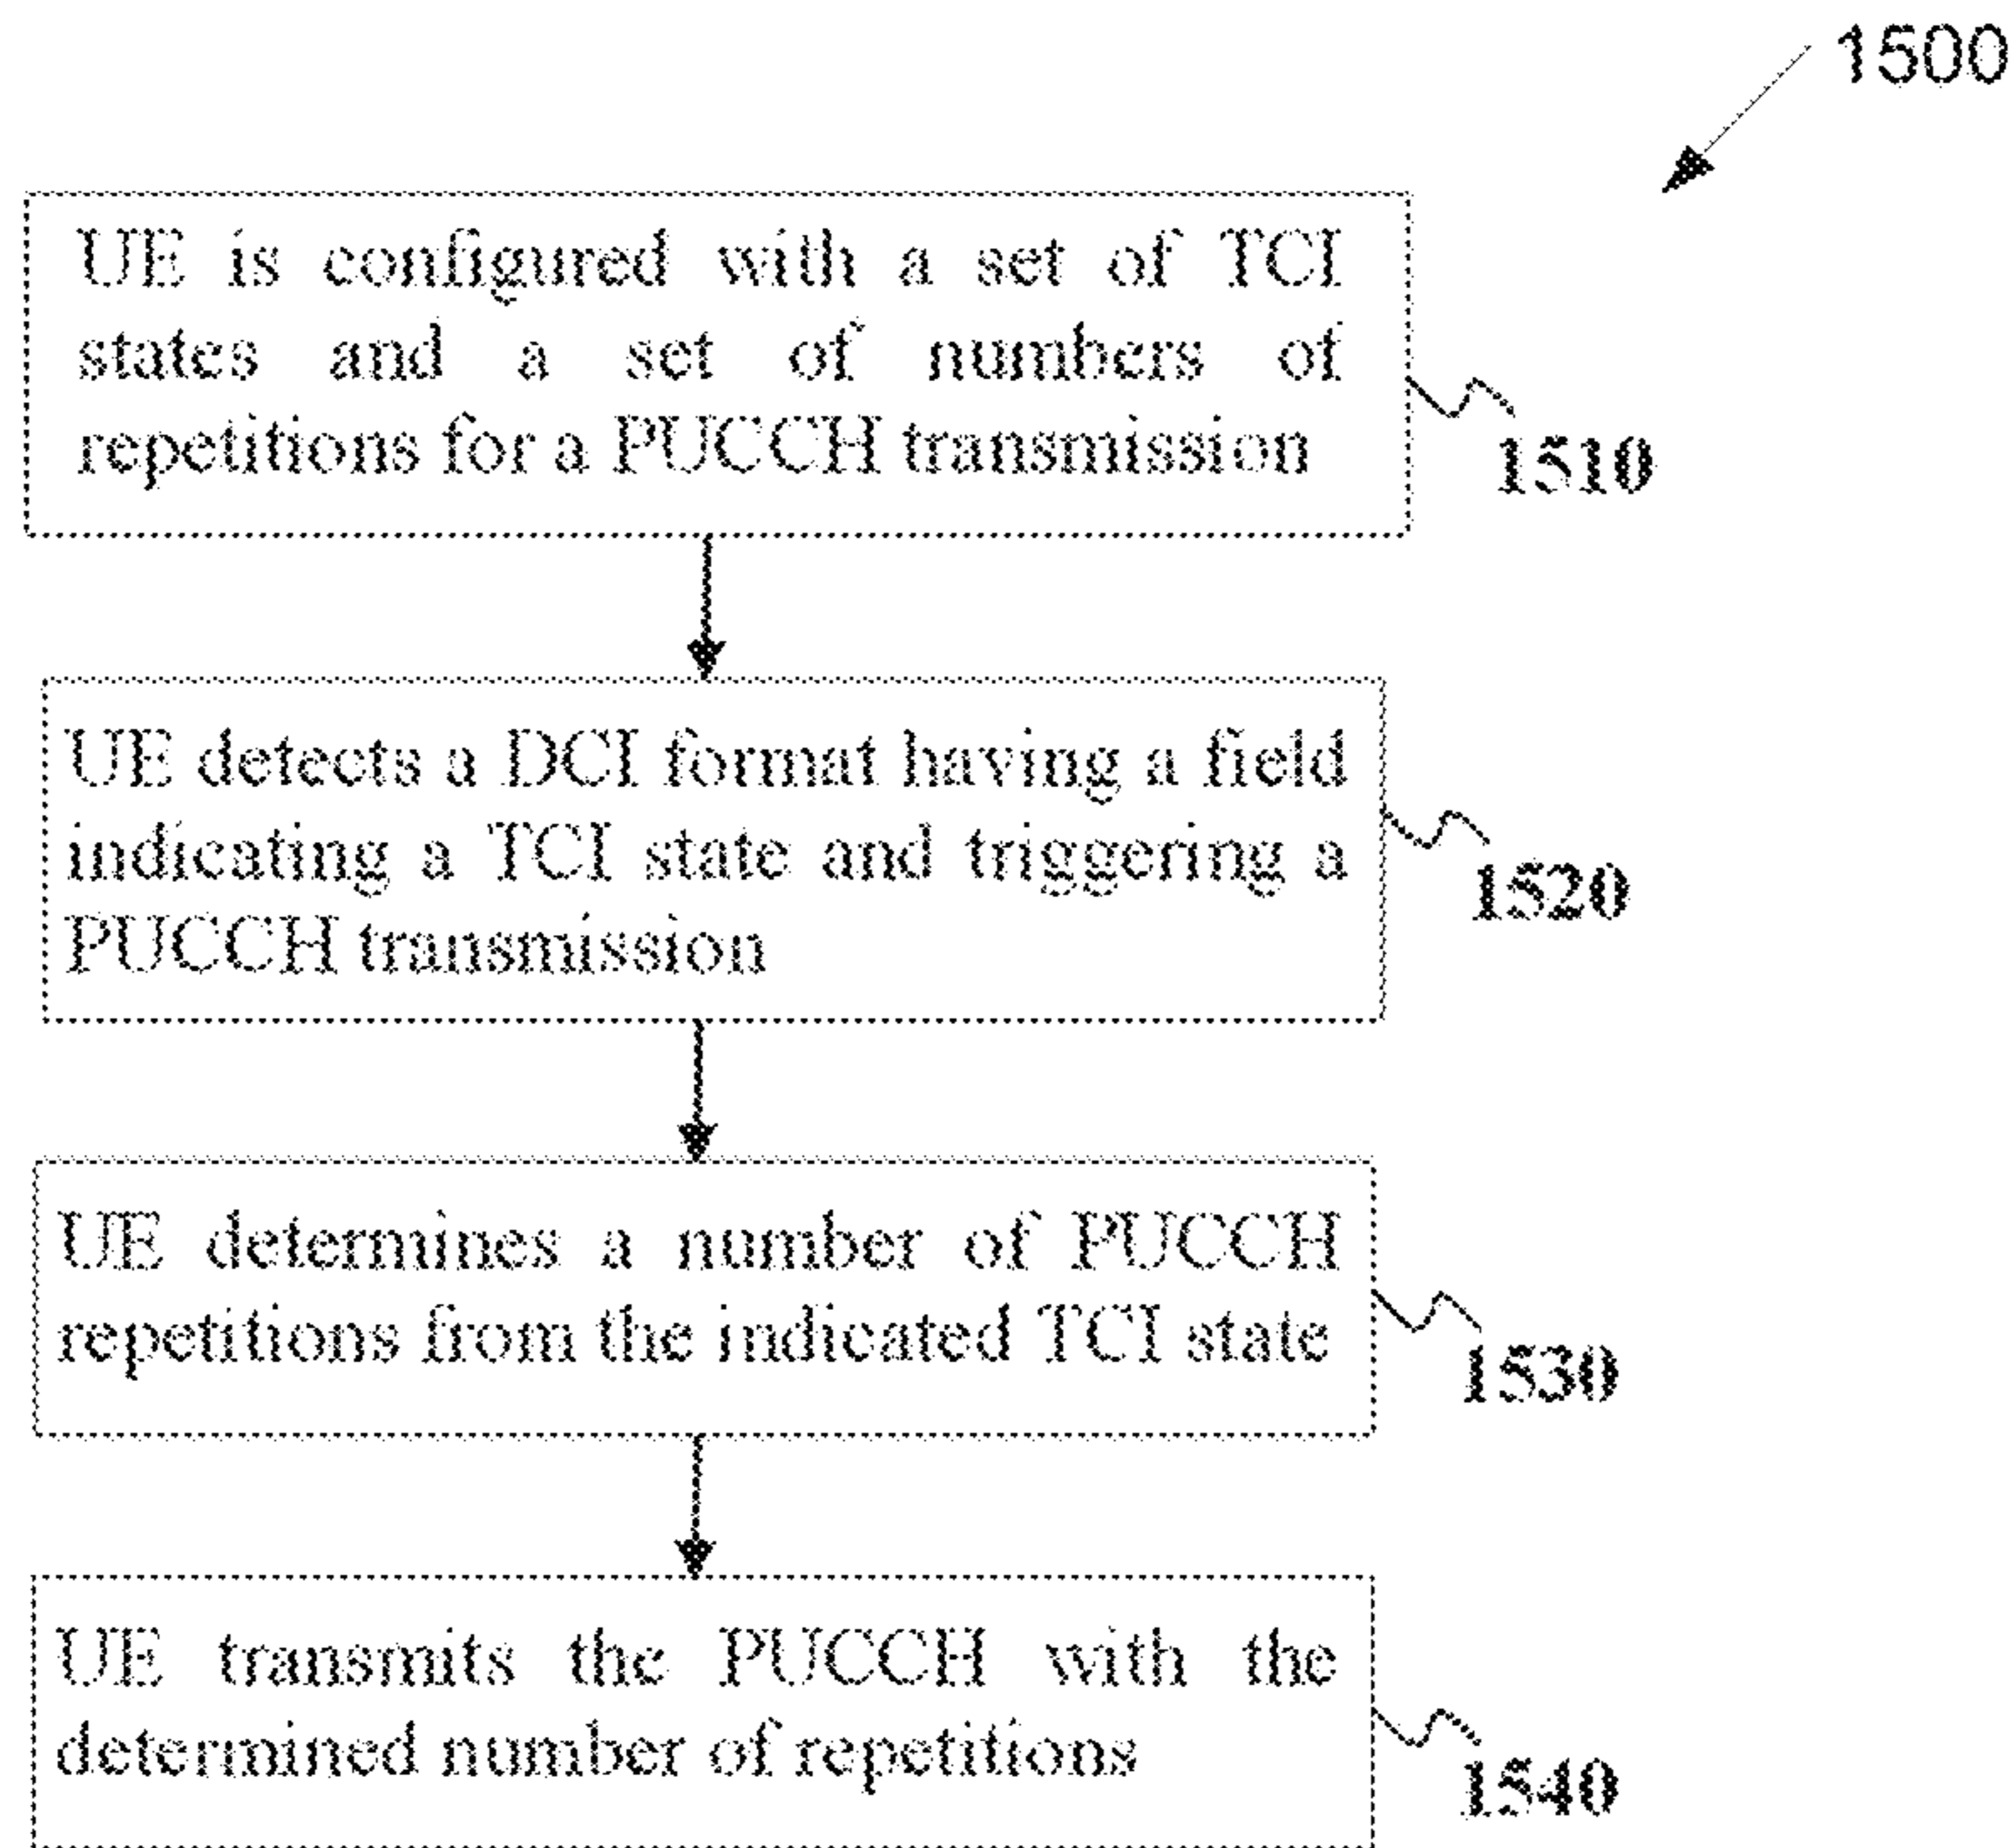 1500
UE is configured with a set of TCI
states and a set of numbers of
repetitions for a PUCCH transmission
1510
UE detects a DCI format having a field
indicating a TCI state and triggering a
PUCCH transmission
1520
UE determines a number of PUCCH
repetitions from the indicated TCI state
1530
UE transmits the PUCCH with the
determined number of repetitions
1540